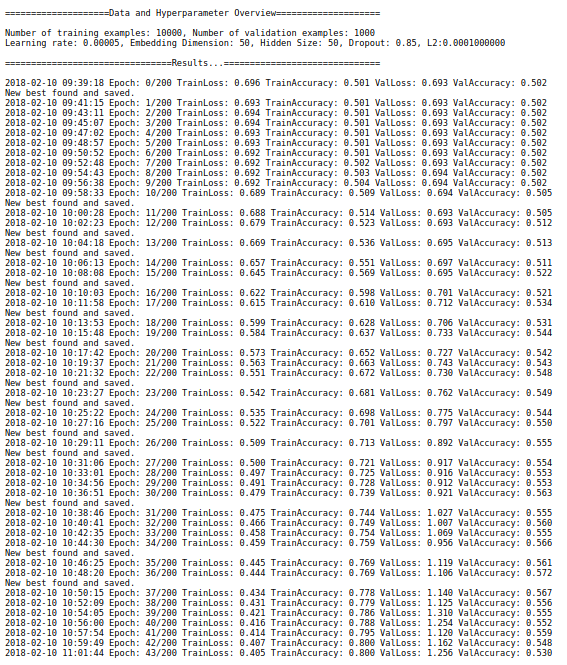 ====================Data and Hyperparameter Overview====================
Number of training examples: 10000, Number of validation examples: 1000
Learning rate: 0.00005, Embedding Dimension: 50, Hidden Size: 50, Dropout: 0.85, L2:0.0001000000
================================Results...==============================
2018-02-10 09:39:18 Epoch: 0/200 TrainLoss: 0.696 TrainAccuracy: 0.501 ValLoss: 0.693 ValAccuracy: 0.502
New best found and saved.
2018-02-10 09:41:15 Epoch: 1/200 TrainLoss: 0.693 TrainAccuracy: 0.501 ValLoss: 0.693 ValAccuracy: 0.502
2018-02-10 09:43:11 Epoch: 2/200 TrainLoss: 0.694 TrainAccuracy: 0.501 ValLoss: 0.693 ValAccuracy: 0.502
2018-02-10 09:45:07 Epoch: 3/200 TrainLoss: 0.694 TrainAccuracy: 0.501 ValLoss: 0.693 ValAccuracy: 0.502
2018-02-10 09:47:02 Epoch: 4/200 TrainLoss: 0.693 TrainAccuracy: 0.501 ValLoss: 0.693 ValAccuracy: 0.502
2018-02-10 09:48:57 Epoch: 5/200 TrainLoss: 0.693 TrainAccuracy: 0.501 ValLoss: 0.693 ValAccuracy: 0.502
2018-02-10 09:50:52 Epoch: 6/200 TrainLoss: 0.692 TrainAccuracy: 0.501 ValLoss: 0.693 ValAccuracy: 0.502
2018-02-10 09:52:48 Epoch: 7/200 TrainLoss: 0.692 TrainAccuracy: 0.502 ValLoss: 0.693 ValAccuracy: 0.502
2018-02-10 09:54:43 Epoch: 8/200 TrainLoss: 0.692 TrainAccuracy: 0.503 ValLoss: 0.694 ValAccuracy: 0.502
2018-02-10 09:56:38 Epoch: 9/200 TrainLoss: 0.692 TrainAccuracy: 0.504 ValLoss: 0.694 ValAccuracy: 0.502
2018-02-10 09:58:33 Epoch: 10/200 TrainLoss: 0.689 TrainAccuracy: 0.509 ValLoss: 0.694 ValAccuracy: 0.505
New best found and saved.
2018-02-10 10:00:28 Epoch: 11/200 TrainLoss: 0.688 TrainAccuracy: 0.514 ValLoss: 0.693 ValAccuracy: 0.505
2018-02-10 10:02:23 Epoch: 12/200 TrainLoss: 0.679 TrainAccuracy: 0.523 ValLoss: 0.693 ValAccuracy: 0.512
New best found and saved.
2018-02-10 10:04:18 Epoch: 13/200 TrainLoss: 0.669 TrainAccuracy: 0.536 ValLoss: 0.695 ValAccuracy: 0.513
New best found and saved.
2018-02-10 10:06:13 Epoch: 14/200 TrainLoss: 0.657 TrainAccuracy: 0.551 ValLoss: 0.697 ValAccuracy: 0.511
2018-02-10 10:08:08 Epoch: 15/200 TrainLoss: 0.645 TrainAccuracy: 0.569 ValLoss: 0.695 ValAccuracy: 0.522
New best found and saved.
2018-02-10 10:10:03 Epoch: 16/200 TrainLoss: 0.622 TrainAccuracy: 0.598 ValLoss: 0.701 ValAccuracy: 0.521
2018-02-10 10:11:58 Epoch: 17/200 TrainLoss: 0.615 TrainAccuracy: 0.610 ValLoss: 0.712 ValAccuracy: 0.534
New best found and saved.
2018-02-10 10:13:53 Epoch: 18/200 TrainLoss: 0.599 TrainAccuracy: 0.628 ValLoss: 0.706 ValAccuracy: 0.531
2018-02-10 10:15:48 Epoch: 19/200 TrainLoss: 0.584 TrainAccuracy: 0.637 ValLoss: 0.733 ValAccuracy: 0.544
New best found and saved.
2018-02-10 10:17:42 Epoch: 20/200 TrainLoss: 0.573 TrainAccuracy: 0.652 ValLoss: 0.727 ValAccuracy: 0.542
2018-02-10 10:19:37 Epoch: 21/200 TrainLoss: 0.563 TrainAccuracy: 0.663 ValLoss: 0.743 ValAccuracy: 0.543
2018-02-10 10:21:32 Epoch: 22/200 TrainLoss: 0.551 TrainAccuracy: 0.672 ValLoss: 0.730 ValAccuracy: 0.548
New best found and saved.
2018-02-10 10:23:27 Epoch: 23/200 TrainLoss: 0.542 TrainAccuracy: 0.681 ValLoss: 0.762 ValAccuracy: 0.549
New best found and saved.
2018-02-10 10:25:22 Epoch: 24/200 TrainLoss: 0.535 TrainAccuracy: 0.698 ValLoss: 0.775 ValAccuracy: 0.544
2018-02-10 10:27:16 Epoch: 25/200 TrainLoss: 0.522 TrainAccuracy: 0.701 ValLoss: 0.797 ValAccuracy: 0.550
New best found and saved.
2018-02-10 10:29:11 Epoch: 26/200 TrainLoss: 0.509 TrainAccuracy: 0.713 ValLoss: 0.892 ValAccuracy: 0.555
New best found and saved.
2018-02-10 10:31:06 Epoch: 27/200 TrainLoss: 0.500 TrainAccuracy: 0.721 ValLoss: 0.917 ValAccuracy: 0.554
2018-02-10 10:33:01 Epoch: 28/200 TrainLoss: 0.497 TrainAccuracy: 0.725 ValLoss: 0.916 ValAccuracy: 0.553
2018-02-10 10:34:56 Epoch: 29/200 TrainLoss: 0.491 TrainAccuracy: 0.728 ValLoss: 0.912 ValAccuracy: 0.553
2018-02-10 10:36:51 Epoch: 30/200 TrainLoss: 0.479 TrainAccuracy: 0.739 ValLoss: 0.921 ValAccuracy: 0.563
New best found and saved.
2018-02-10 10:38:46 Epoch: 31/200 TrainLoss: 0.475 TrainAccuracy: 0.744 ValLoss: 1.027 ValAccuracy: 0.555
2018-02-10 10:40:41 Epoch: 32/200 TrainLoss: 0.466 TrainAccuracy: 0.749 ValLoss: 1.007 ValAccuracy: 0.560
2018-02-10 10:42:35 Epoch: 33/200 TrainLoss: 0.458 TrainAccuracy: 0.754 ValLoss: 1.069 ValAccuracy: 0.555
2018-02-10 10:44:30 Epoch: 34/200 TrainLoss: 0.459 TrainAccuracy: 0.759 ValLoss: 0.956 ValAccuracy: 0.566
New best found and saved.
2018-02-10 10:46:25 Epoch: 35/200 TrainLoss: 0.445 TrainAccuracy: 0.769 ValLoss: 1.119 ValAccuracy: 0.561
2018-02-10 10:48:20 Epoch: 36/200 TrainLoss: 0.444 TrainAccuracy: 0.769 ValLoss: 1.106 ValAccuracy: 0.572
New best found and saved.
2018-02-10 10:50:15 Epoch: 37/200 TrainLoss: 0.434 TrainAccuracy: 0.778 ValLoss: 1.140 ValAccuracy: 0.567
2018-02-10 10:52:09 Epoch: 38/200 TrainLoss: 0.431 TrainAccuracy: 0.779 ValLoss: 1.125 ValAccuracy: 0.556
2018-02-10 10:54:05 Epoch: 39/200 TrainLoss: 0.421 TrainAccuracy: 0.786 ValLoss: 1.310 ValAccuracy: 0.555
2018-02-10 10:56:00 Epoch: 40/200 TrainLoss: 0.416 TrainAccuracy: 0.788 ValLoss: 1.254 ValAccuracy: 0.552
2018-02-10 10:57:54 Epoch: 41/200 TrainLoss: 0.414 TrainAccuracy: 0.795 ValLoss: 1.120 ValAccuracy: 0.559
2018-02-10 10:59:49 Epoch: 42/200 TrainLoss: 0.407 TrainAccuracy: 0.800 ValLoss: 1.162 ValAccuracy: 0.548
2018-02-10 11:01:44 Epoch: 43/200 TrainLoss: 0.405 TrainAccuracy: 0.800 ValLoss: 1.256 ValAccuracy: 0.530